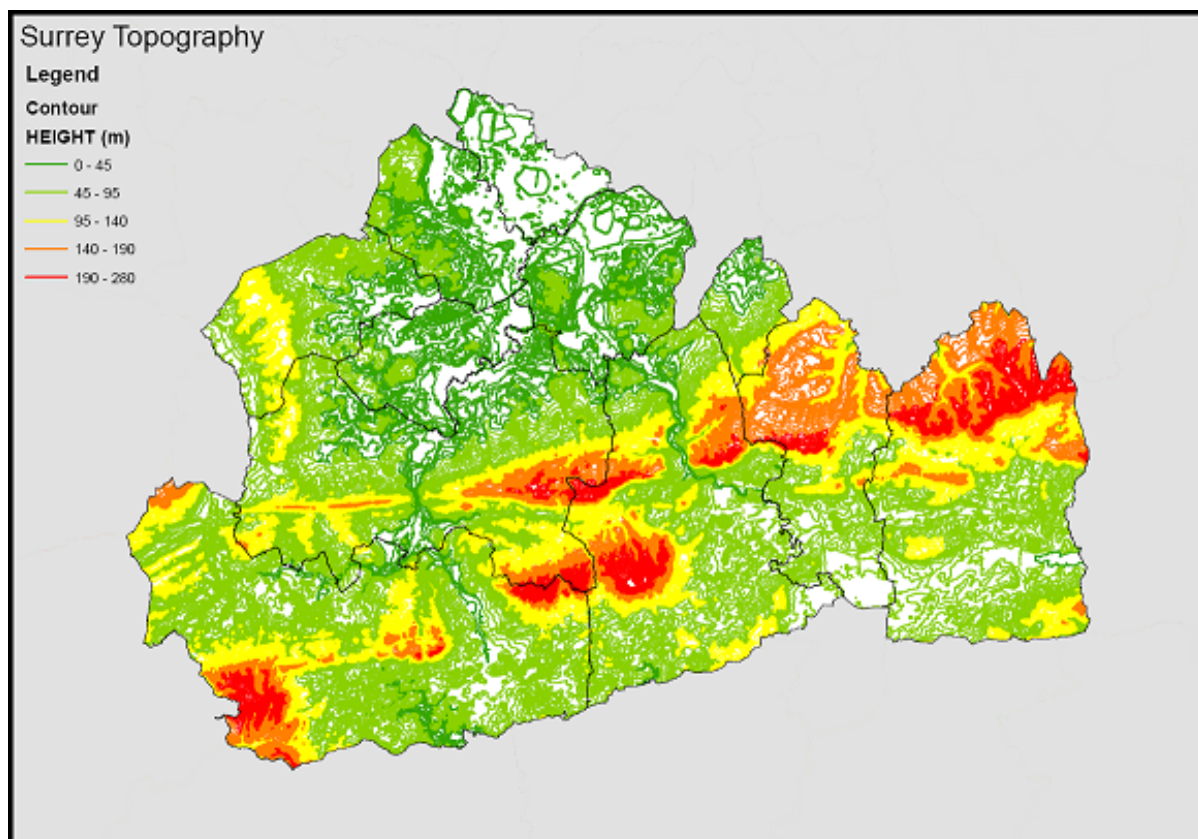 Surrey Topography
Legend
Contour
HEIGHT (m)
0 - 45
45 - 95
95 - 140
140 - 190
190 - 280